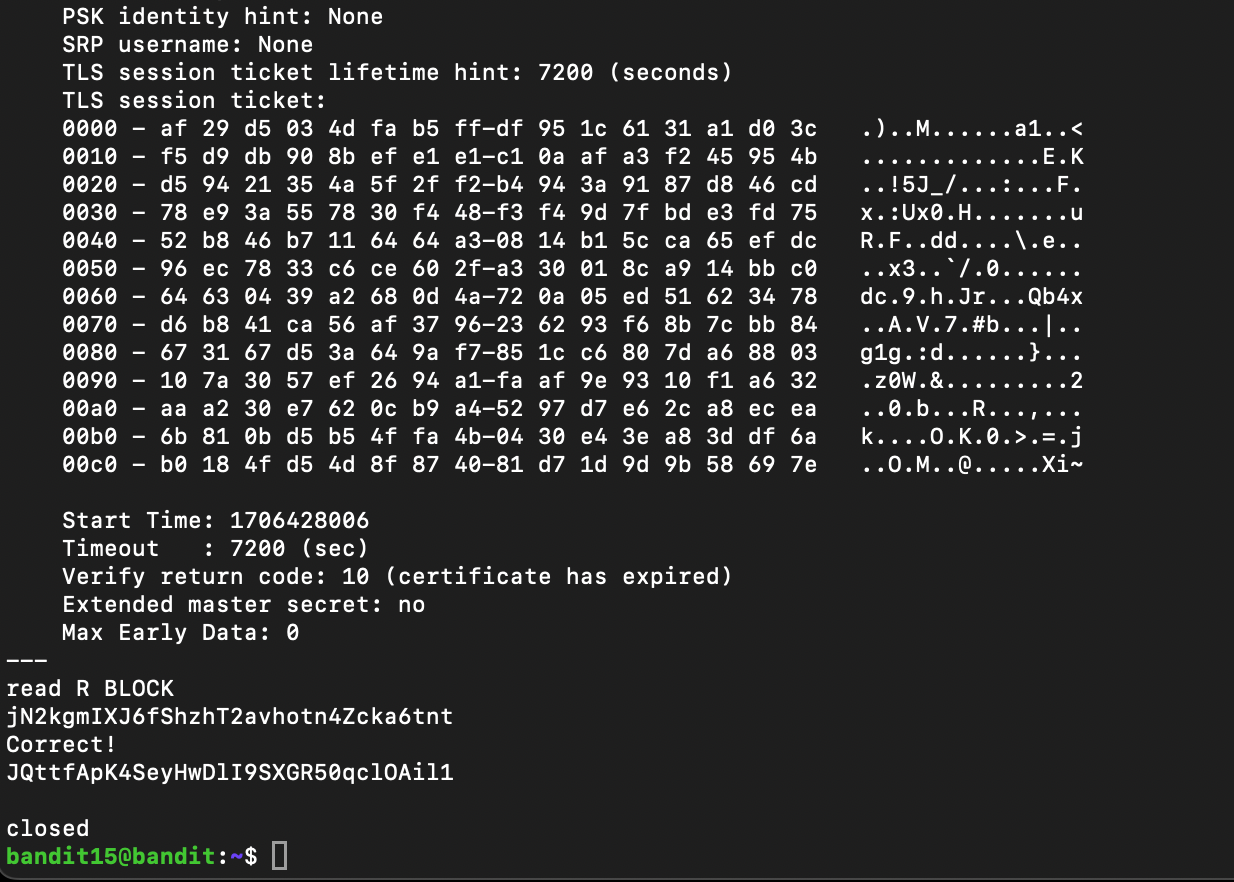 PSK identity hint: None
SRP username: None
TLS session ticket lifetime hint: 7200 (seconds)
TLS session ticket:
0000 - af 29 d5 03 4d fa b5 ff-df 95 1c 61 31 a1 d0 3c   .)..M......a1..<
0010 - f5 d9 db 90 8b ef e1 e1-c1 0a af a3 f2 45 95 4b   .............E.K
0020 - d5 94 21 35 4a 5f 2f f2-b4 94 3a 91 87 d8 46 cd   ..!5J_/...:...F.
0030 - 78 e9 3a 55 78 30 f4 48-f3 f4 9d 7f bd e3 fd 75   x.:Ux0.H.......u
0040 - 52 b8 46 b7 11 64 64 a3-08 14 b1 5c ca 65 ef dc   R.F..dd....\.e..
0050 - 96 ec 78 33 c6 ce 60 2f-a3 30 01 8c a9 14 bb c0   ..x3..`/.0......
0060 - 64 63 04 39 a2 68 0d 4a-72 0a 05 ed 51 62 34 78   dc.9.h.Jr...Qb4x
0070 - d6 b8 41 ca 56 af 37 96-23 62 93 f6 8b 7c bb 84   ..A.V.7.#b...|..
0080 - 67 31 67 d5 3a 64 9a f7-85 1c c6 80 7d a6 88 03   g1g.:d......}...
0090 - 10 7a 30 57 ef 26 94 a1-fa af 9e 93 10 f1 a6 32   .z0W.&.........2
00a0 - aa a2 30 e7 62 0c b9 a4-52 97 d7 e6 2c a8 ec ea   ..0.b...R...,...
00b0 - 6b 81 0b d5 b5 4f fa 4b-04 30 e4 3e a8 3d df 6a   k....O.K.0.>.=.j
00c0 - b0 18 4f d5 4d 8f 87 40-81 d7 1d 9d 9b 58 69 7e   ..O.M..@.....Xi~
Start Time: 1706428006
Timeout   : 7200 (sec)
Verify return code: 10 (certificate has expired)
Extended master secret: no
Max Early Data: 0
---
read R BLOCK
jN2kgmIXJ6fShzhT2avhotn4Zcka6tnt
Correct!
JQttfApK4SeyHwDlI9SXGR50qclOAil1
closed
bandit15@bandit:~$